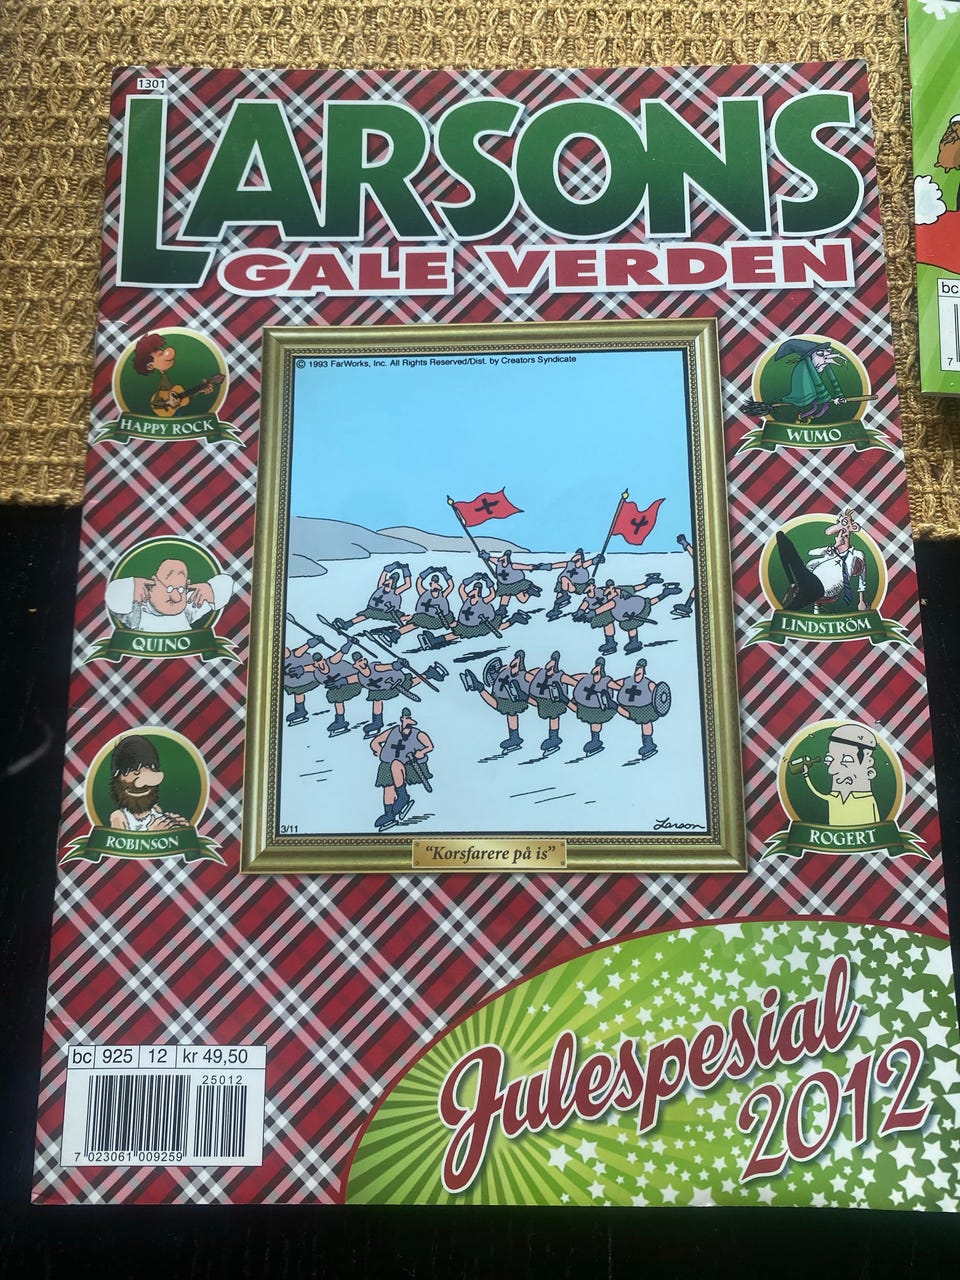 1301
LARSONS
GALE VERDEN
© 1993 FarWorks, Inc. All Rights Reserved/Dist. by Creators Syndicate
HAPPY ROCK
WUMO
QUINO
LINDSTRÖM
ROBINSON
ROGERT
3/11
Larson
"Korsfarere på is"
Julespesial
2012
bc 925 12 kr 49,50
25012
7 023061 009259
bc
7